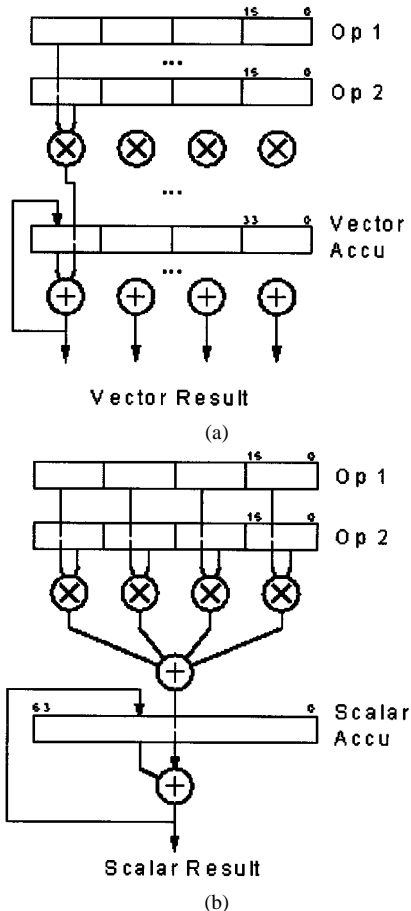 15 0
Op 1
...
15 0
Op 2
...
33 0
Vector
Accu
...
Vector Result
(a)
15 0
Op 1
15 0
Op 2
63 0
Scalar
Accu
Scalar Result
(b)